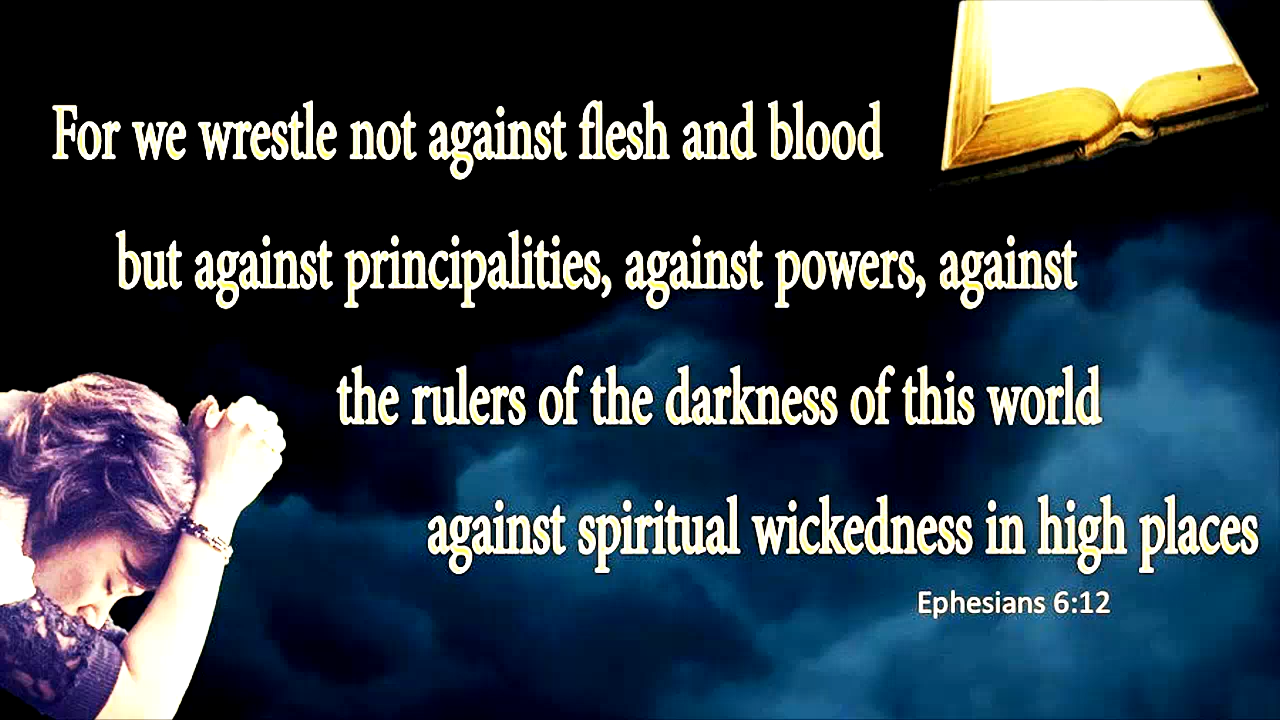 For we wrestle not against flesh and blood
but against principalities, against powers, against
the rulers of the darkness of this world
against spiritual wickedness in high places
Ephesians 6:12